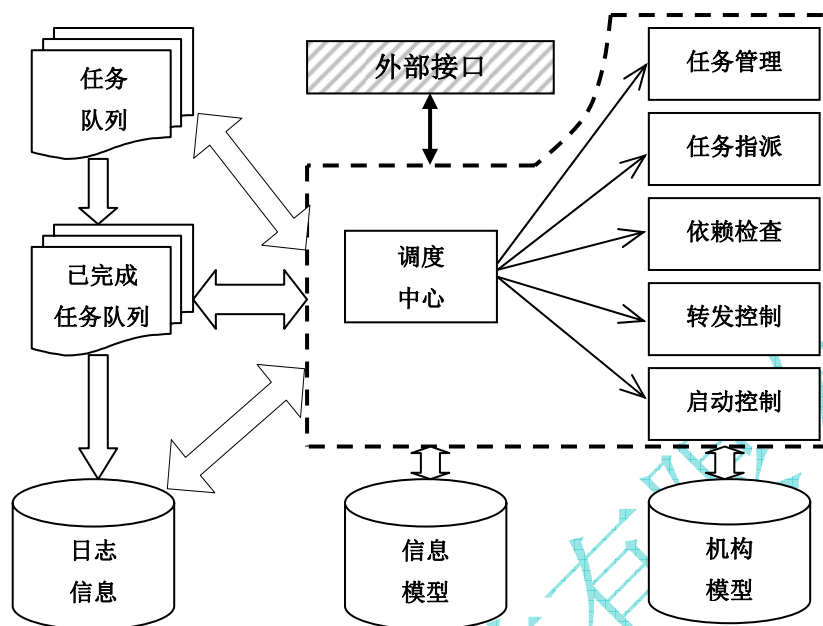 任务
队列
外部接口
任务管理
任务指派
依赖检查
转发控制
启动控制
调度
中心
已完成
任务队列
日志
信息
信息
模型
机构
模型
有